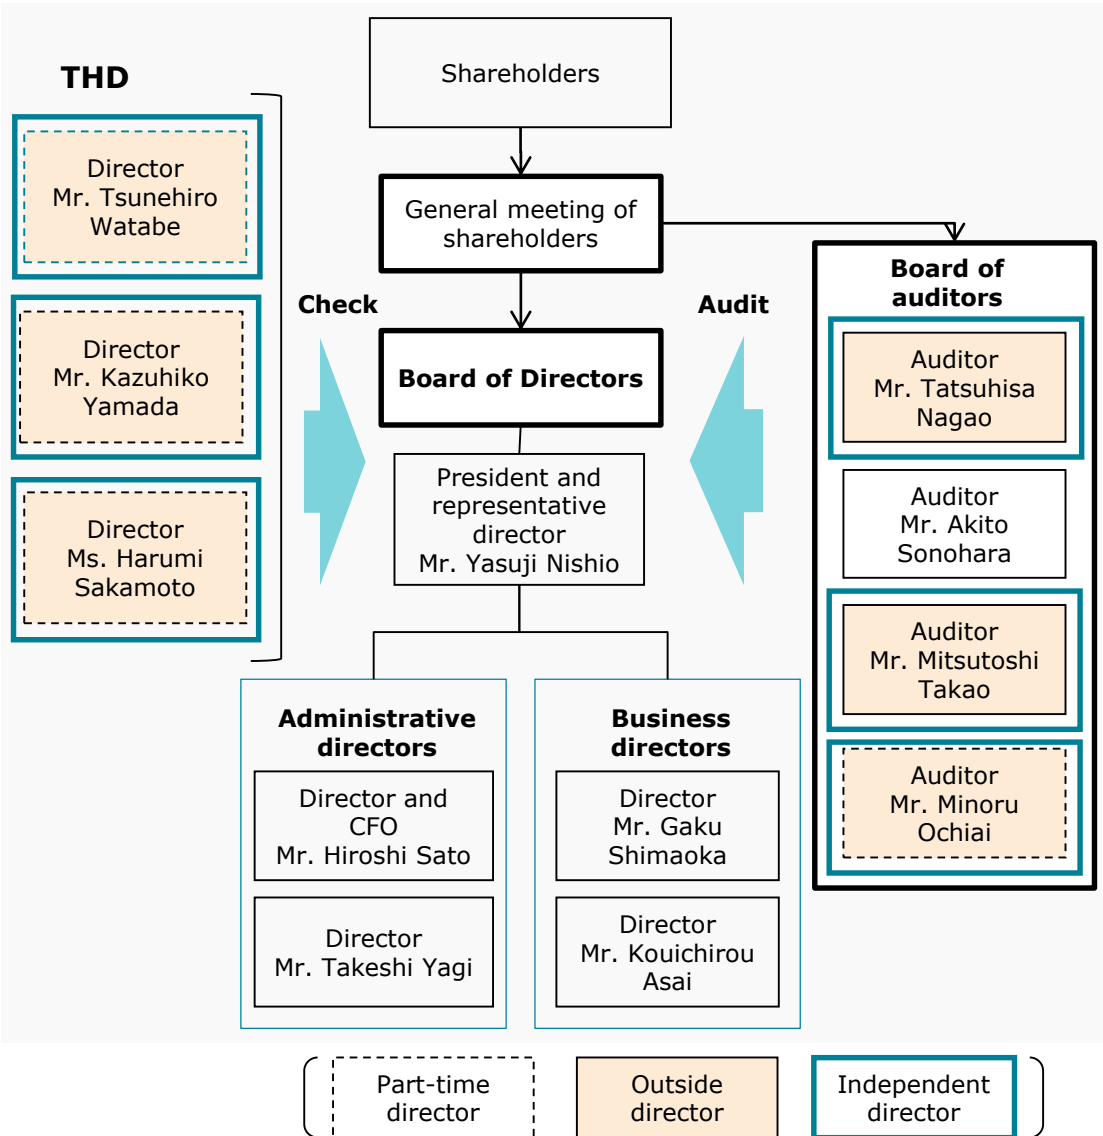 THD
Shareholders
Director
Mr. Tsunehiro
Watabe
General meeting of
shareholders
Check
Audit
Director
Mr. Kazuhiko
Yamada
Board of Directors
Director
Ms. Harumi
Sakamoto
President and
representative
director
Mr. Yasuji Nishio
Board of
auditors
Auditor
Mr. Tatsuhisa
Nagao
Auditor
Mr. Akito
Sonohara
Auditor
Mr. Mitsutoshi
Takao
Auditor
Mr. Minoru
Ochiai
Administrative
directors
Director and
CFO
Mr. Hiroshi Sato
Director
Mr. Takeshi Yagi
Business
directors
Director
Mr. Gaku
Shimaoka
Director
Mr. Kouichirou
Asai
Part-time
director
Outside
director
Independent
director